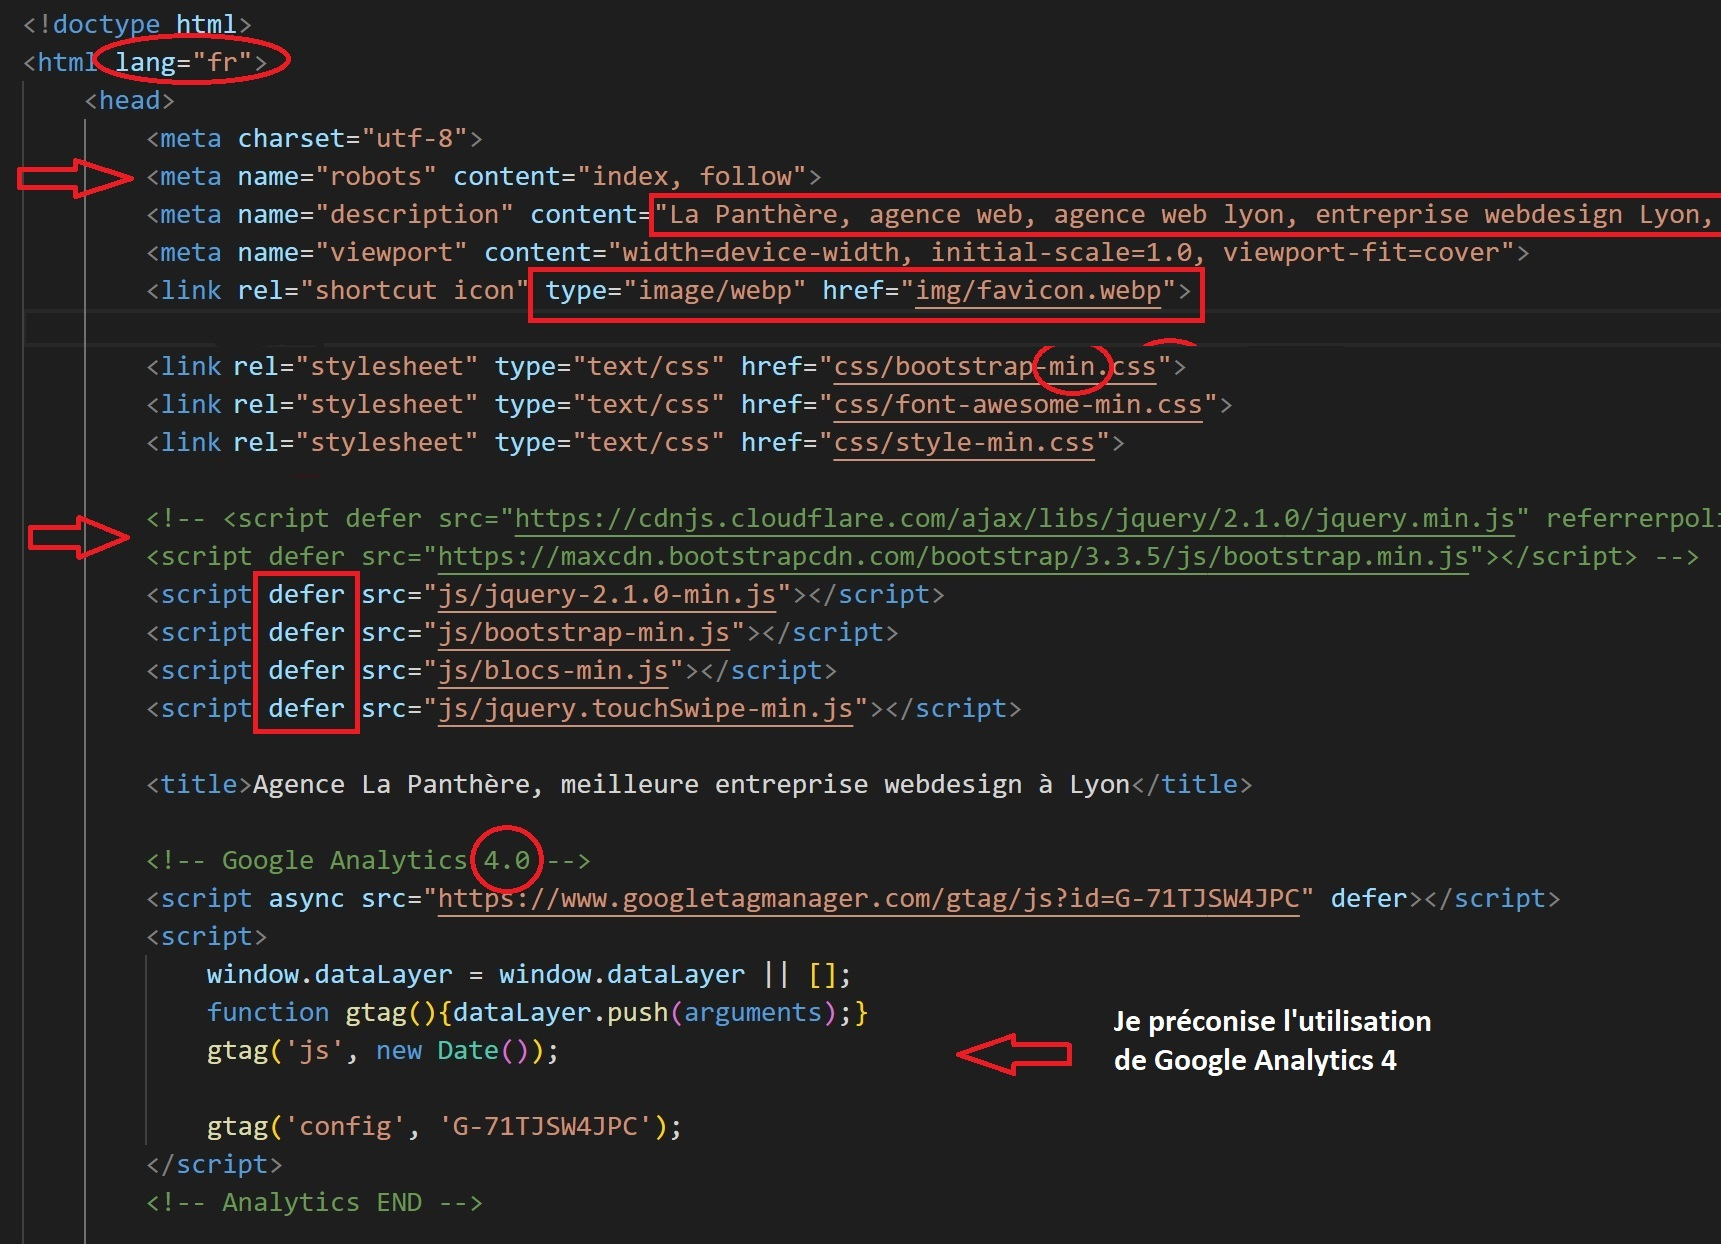 <!doctype html>
<html lang="fr">
<head>
<meta charset="utf-8">
<meta name="robots" content="index, follow">
<meta name="description" content="La Panthère, agence web, agence web lyon, entreprise webdesign Lyon,
<meta name="viewport" content="width=device-width, initial-scale=1.0, viewport-fit=cover">
<link rel="shortcut icon" type="image/webp" href="img/favicon.webp">
<link rel="stylesheet" type="text/css" href="css/bootstrap-min.css">
<link rel="stylesheet" type="text/css" href="css/font-awesome-min.css">
<link rel="stylesheet" type="text/css" href="css/style-min.css">
<!-- <script defer src="https://cdnjs.cloudflare.com/ajax/libs/jquery/2.1.0/jquery.min.js" referrerpoli
<script defer src="https://maxcdn.bootstrapcdn.com/bootstrap/3.3.5/js/bootstrap.min.js"></script> -->
<script defer src="js/jquery-2.1.0-min.js"></script>
<script defer src="js/bootstrap-min.js"></script>
<script defer src="js/blocs-min.js"></script>
<script defer src="js/jquery.touchSwipe-min.js"></script>
<title>Agence La Panthère, meilleure entreprise webdesign à Lyon</title>
<!-- Google Analytics 4.0 -->
<script async src="https://www.googletagmanager.com/gtag/js?id=G-71TJSW4JPC" defer></script>
<script>
window.dataLayer = window.dataLayer || [];
function gtag(){dataLayer.push(arguments);}
gtag('js', new Date());
Je préconise l'utilisation
de Google Analytics 4
gtag('config', 'G-71TJSW4JPC');
</script>
<!-- Analytics END -->